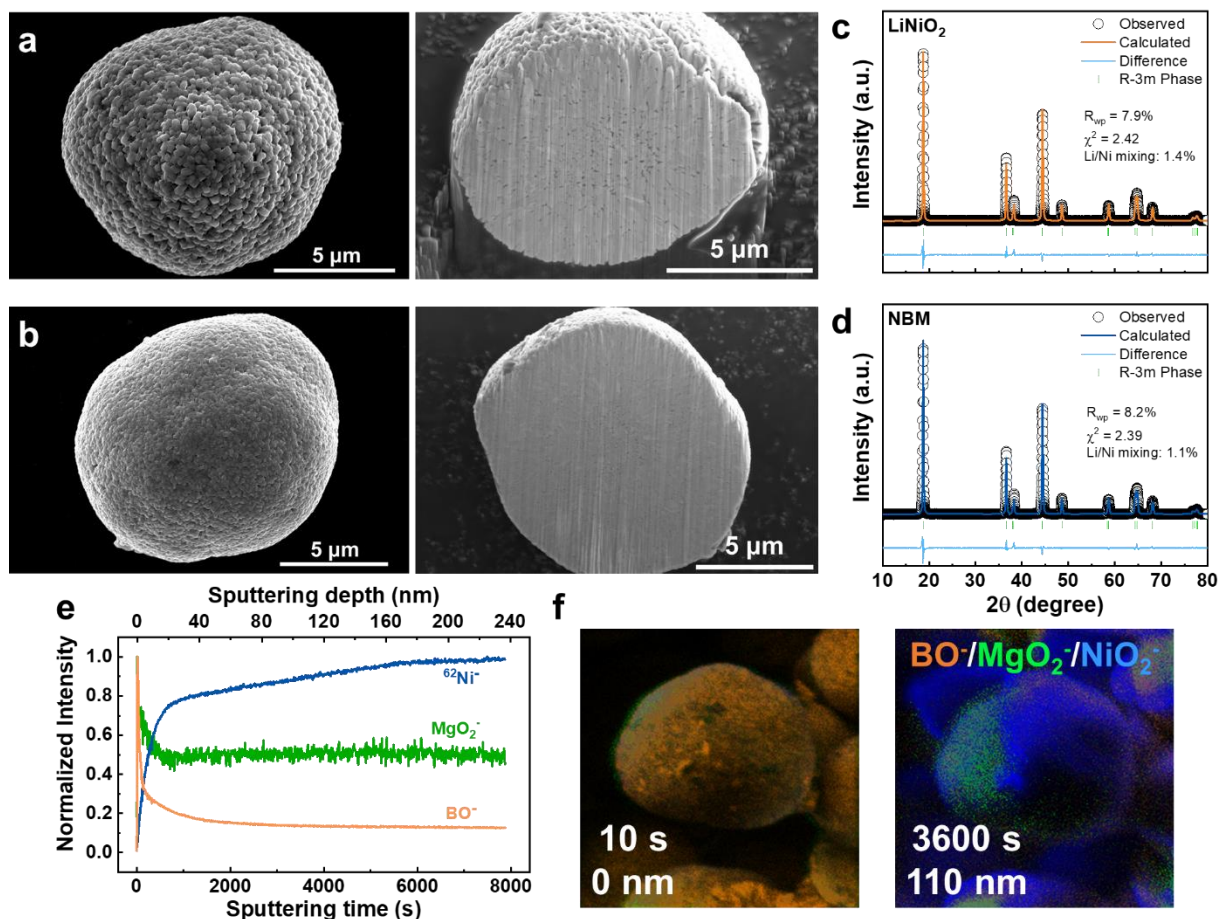 a
5 µm
5 µm
b
5 µm
5 µm
c
LiNiO₂
Observed
Calculated
Difference
R-3m Phase
Rwp = 7.9%
χ² = 2.42
Li/Ni mixing: 1.4%
Intensity (a.u.)
d
NBM
Observed
Calculated
Difference
R-3m Phase
Rwp = 8.2%
χ² = 2.39
Li/Ni mixing: 1.1%
Intensity (a.u.)
10 20 30 40 50 60 70 80
2θ (degree)
e
Sputtering depth (nm)
0 40 80 120 160 200 240
1.0
0.8
0.6
0.4
0.2
0.0
Normalized Intensity
⁶²Ni⁻
MgO₂⁻
BO⁻
0 2000 4000 6000 8000
Sputtering time (s)
f
10 s
0 nm
BO⁻/MgO₂⁻/NiO₂⁻
3600 s
110 nm